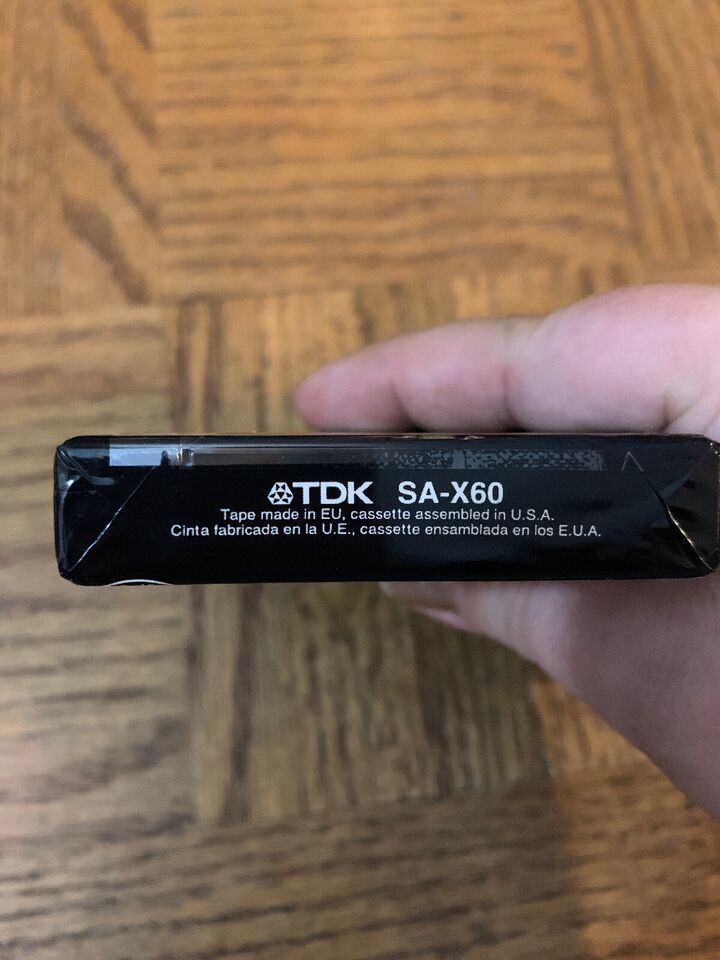 TDK SA-X60
Tape made in EU, cassette assembled in U.S.A.
Cinta fabricada en la U.E., cassette ensamblada en los E.U.A.